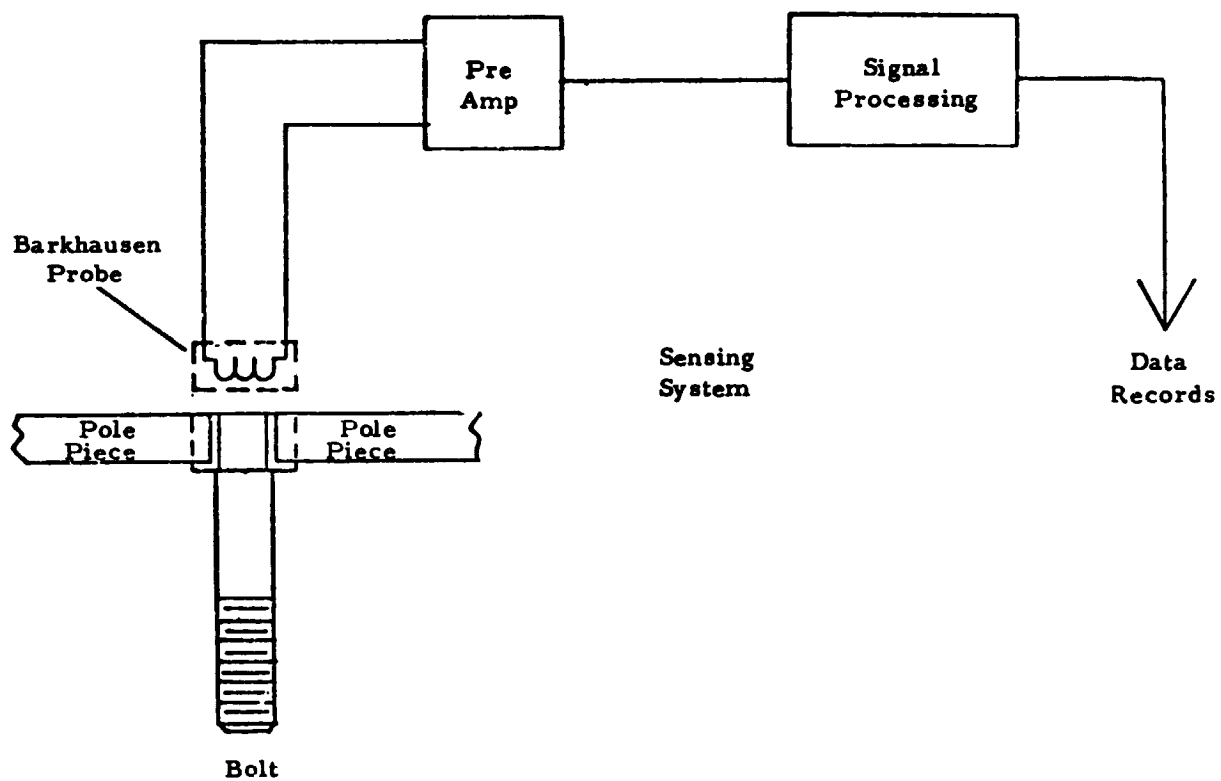 Pre
Amp
Signal
Processing
Barkhausen
Probe
Sensing
System
Data
Records
Pole
Piece
Pole
Piece
Bolt